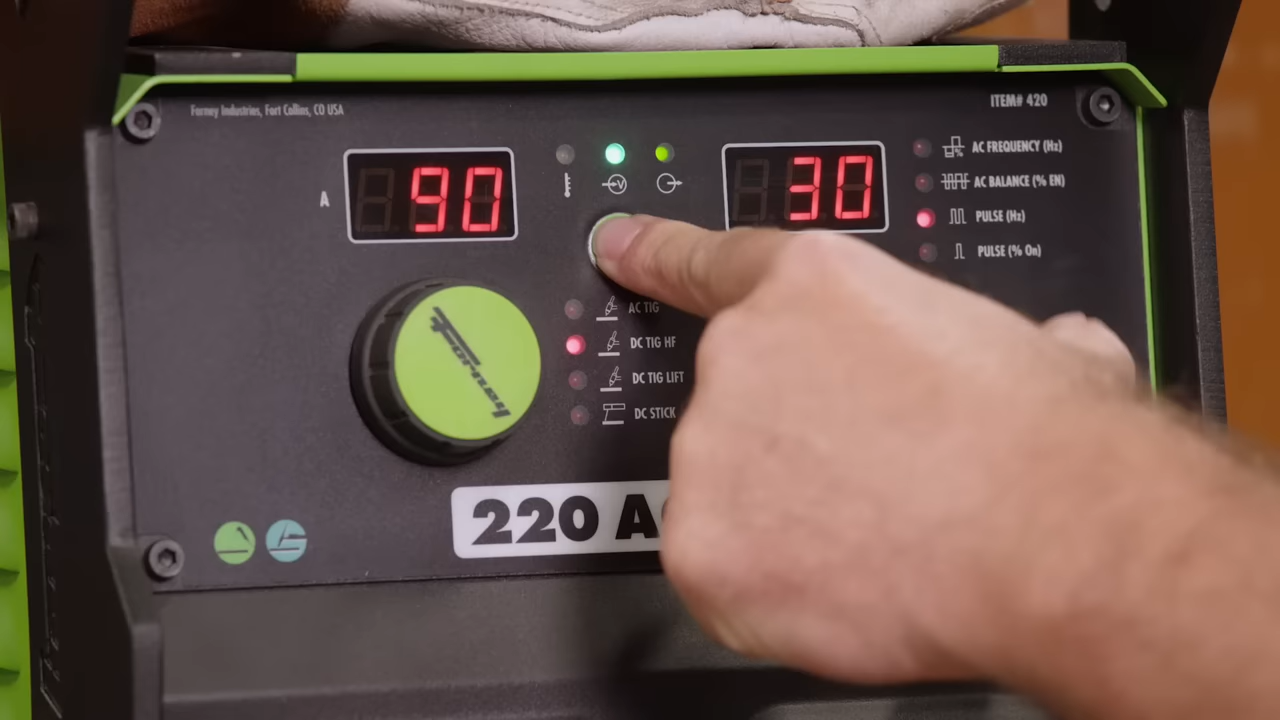 Forney Industries, Fort Collins, CO USA
ITEM# 420
A
90
V
30
AC FREQUENCY (Hz)
AC BALANCE (% EN)
PULSE (Hz)
PULSE (% On)
AC TIG
DC TIG HF
DC TIG LIFT
DC STICK
Forney
220 A